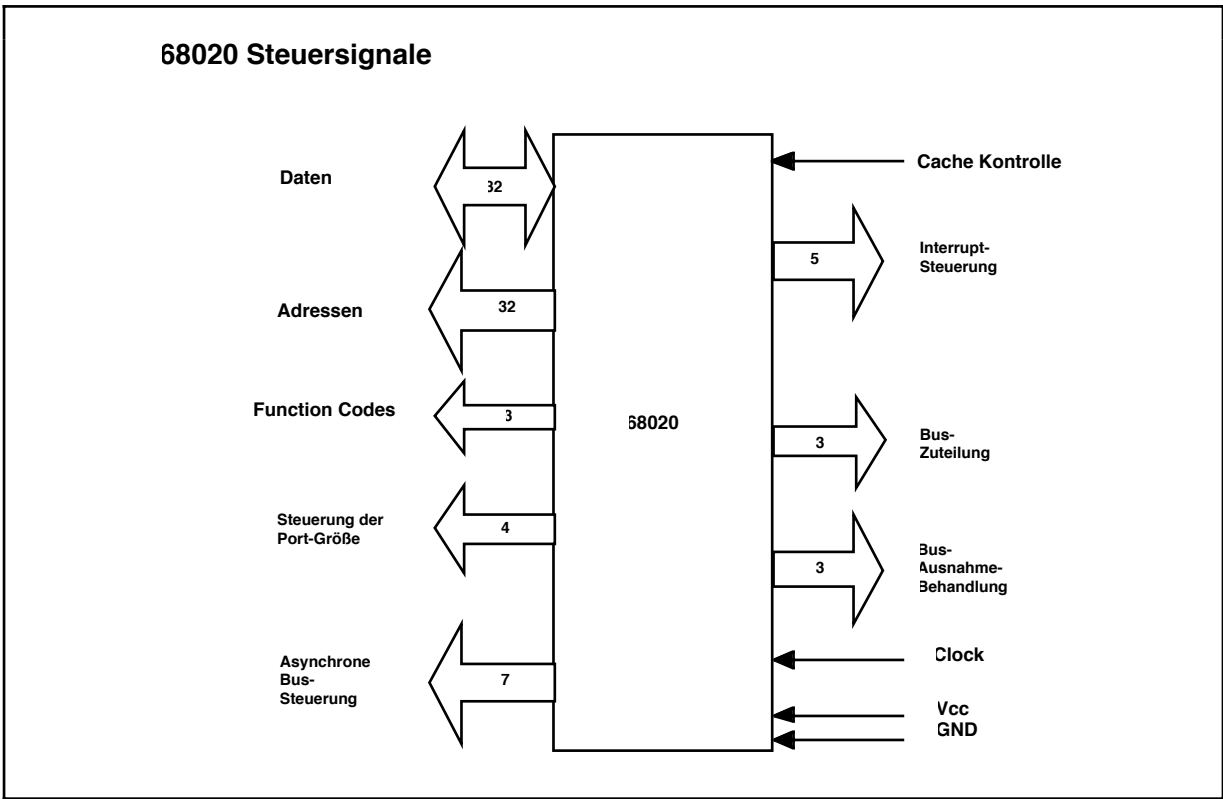 68020 Steuersignale
Daten
32
Adressen
32
Function Codes
3
Steuerung der
Port-Größe
4
Asynchrone
Bus-
Steuerung
7
68020
Cache Kontrolle
5
Interrupt-
Steuerung
3
Bus-
Zuteilung
3
Bus-
Ausnahme-
Behandlung
Clock
Vcc
GND